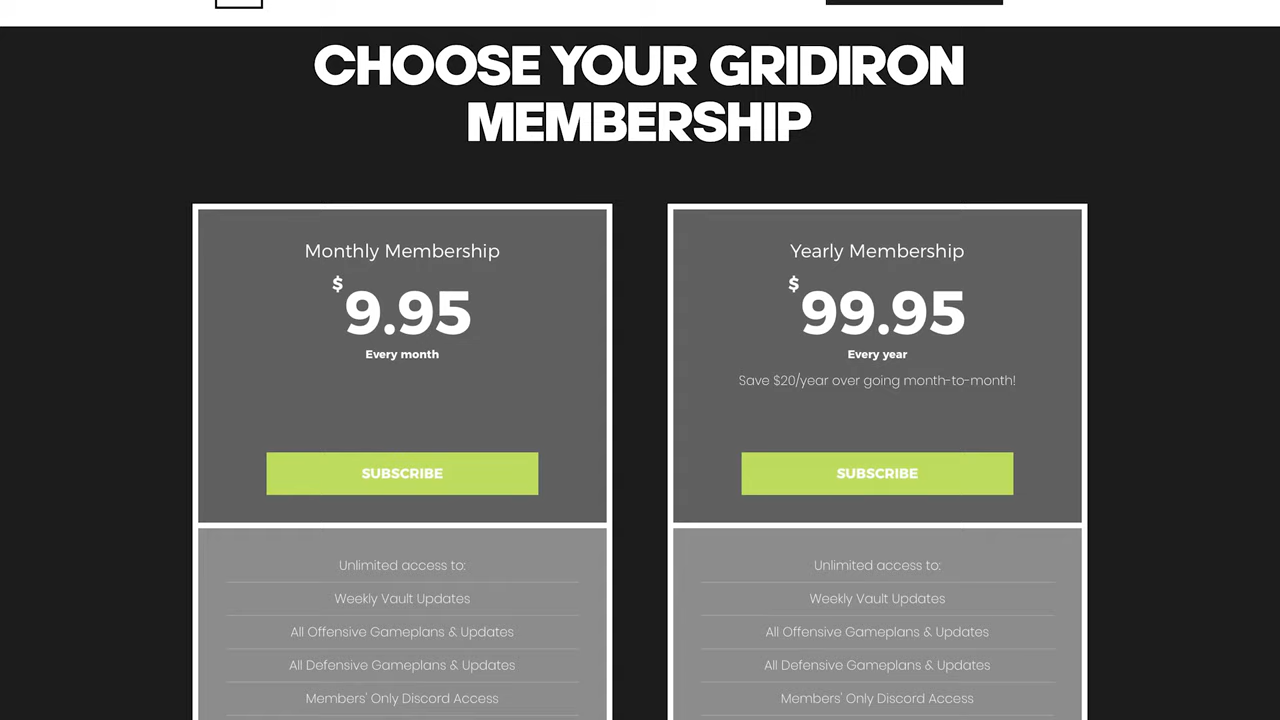 CHOOSE YOUR GRIDIRON
MEMBERSHIP
Monthly Membership
$9.95
Every month
SUBSCRIBE
Unlimited access to:
Weekly Vault Updates
All Offensive Gameplans & Updates
All Defensive Gameplans & Updates
Members' Only Discord Access
Yearly Membership
$99.95
Every year
Save $20/year over going month-to-month!
SUBSCRIBE
Unlimited access to:
Weekly Vault Updates
All Offensive Gameplans & Updates
All Defensive Gameplans & Updates
Members' Only Discord Access